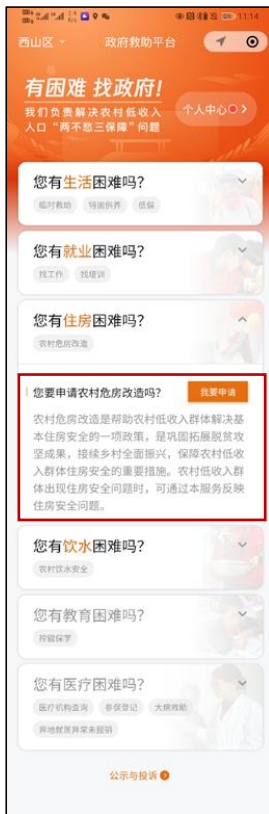 11:14
西山区
政府救助平台
有困难 找政府!
我们负责解决农村低收入
人口“两不愁三保障”问题
个人中心
您有生活困难吗?
临时救助 特困供养 低保
您有就业困难吗?
找工作 找培训
您有住房困难吗?
农村危房改造
您要申请农村危房改造吗?
我要申请
农村危房改造是帮助农村低收入群体解决基
本住房安全的一项政策，是巩固拓展脱贫攻
坚成果，接续乡村全面振兴，保障农村低收
入群体住房安全的重要措施。农村低收入群
体出现住房安全问题时，可通过本服务反映
住房安全问题。
您有饮水困难吗?
农村饮水安全
您有教育困难吗?
控辍保学
您有医疗困难吗?
医疗机构查询 参保登记 大病救助
异地就医异常未报销
公示与投诉